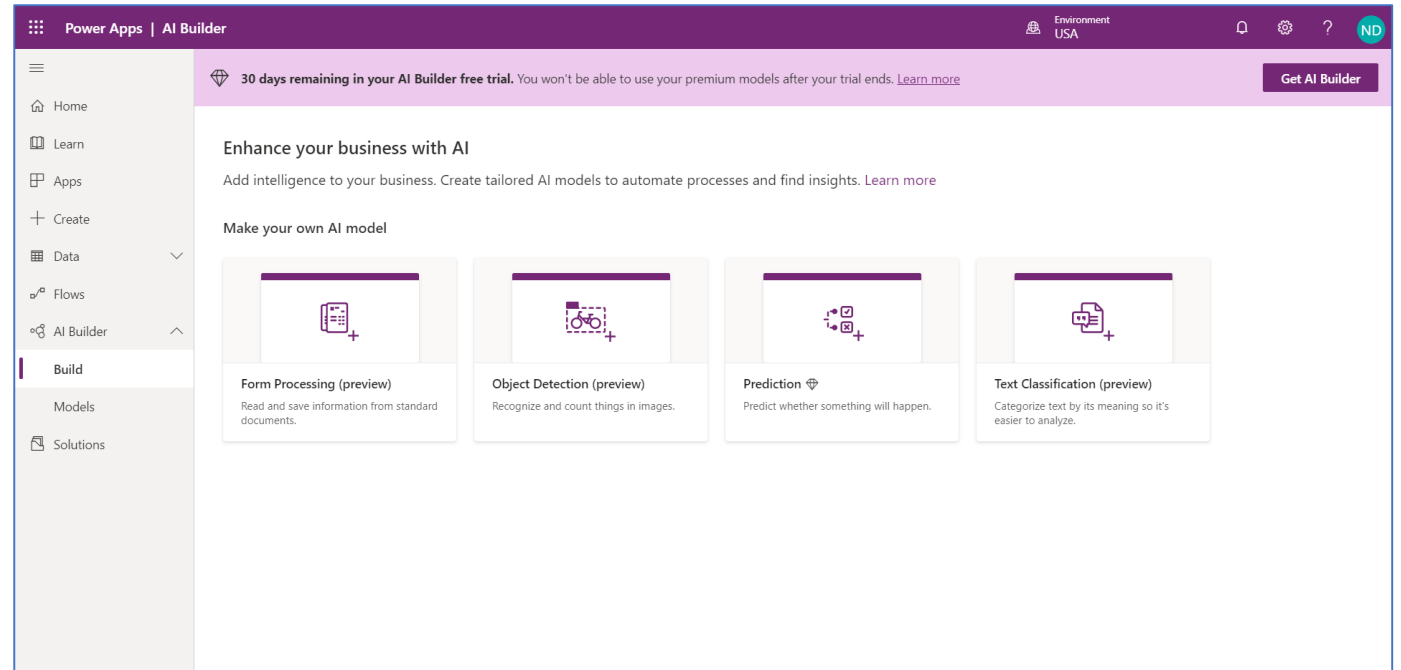 Power Apps | AI Builder
Environment
USA
?
ND
30 days remaining in your AI Builder free trial. You won't be able to use your premium models after your trial ends. Learn more
Get AI Builder
Home
Learn
Apps
Create
Data
Flows
AI Builder
Build
Models
Solutions
Enhance your business with AI
Add intelligence to your business. Create tailored AI models to automate processes and find insights. Learn more
Make your own AI model
Form Processing (preview)
Read and save information from standard
documents.
Object Detection (preview)
Recognize and count things in images.
Prediction
Predict whether something will happen.
Text Classification (preview)
Categorize text by its meaning so it's
easier to analyze.